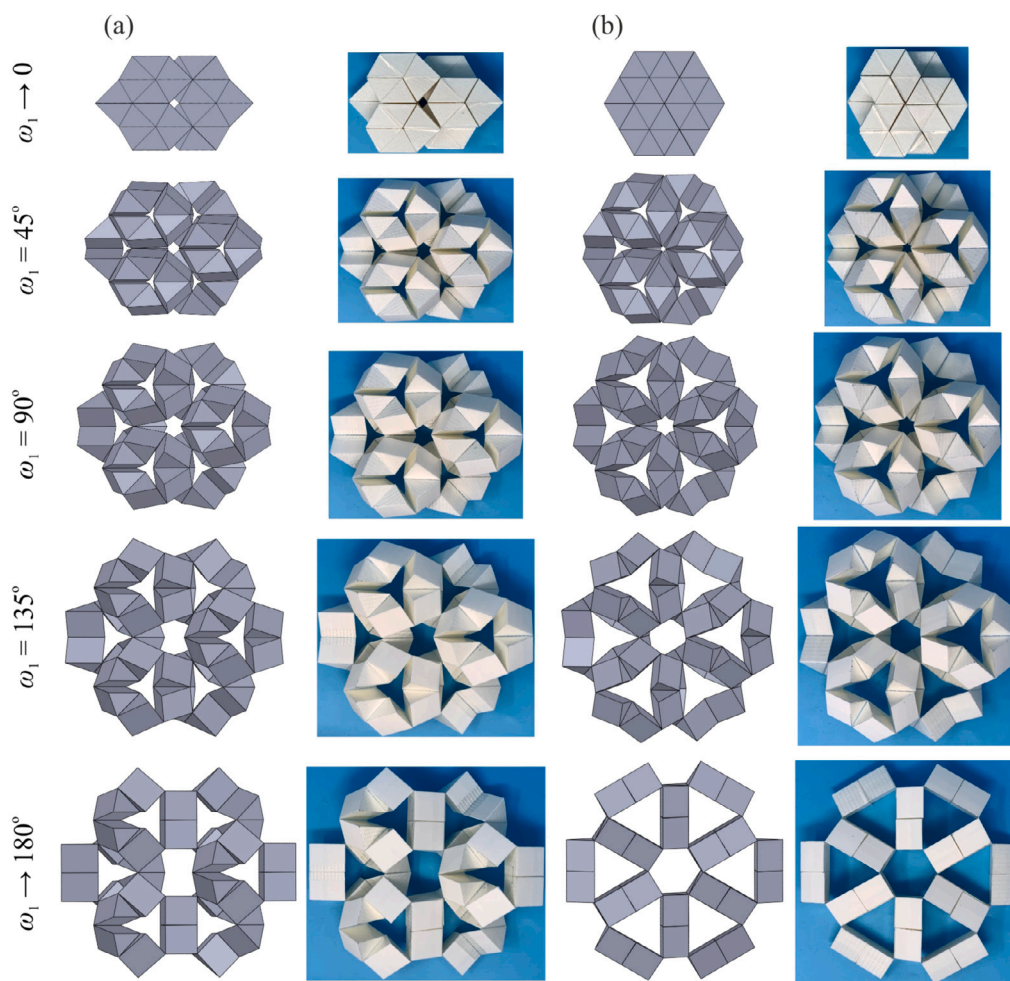 (a) (b)
ω₁ → 0
ω₁ = 45°
ω₁ = 90°
ω₁ = 135°
ω₁ → 180°